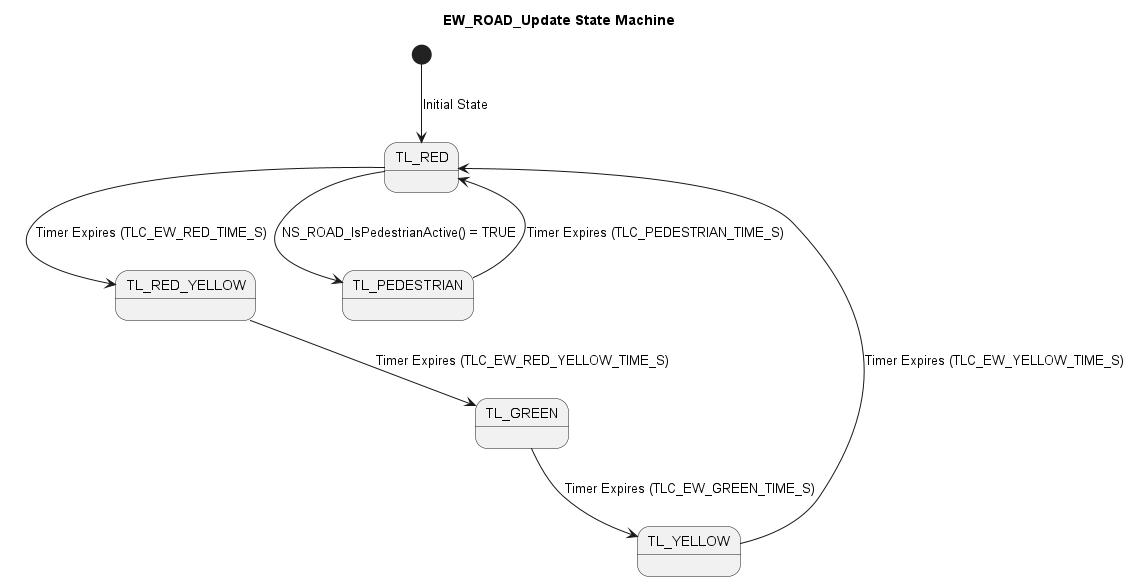 EW_ROAD_Update State Machine
Initial State
TL_RED
Timer Expires (TLC_EW_RED_TIME_S)
NS_ROAD_IsPedestrianActive() = TRUE
Timer Expires (TLC_PEDESTRIAN_TIME_S)
TL_RED_YELLOW
TL_PEDESTRIAN
Timer Expires (TLC_EW_RED_YELLOW_TIME_S)
Timer Expires (TLC_EW_YELLOW_TIME_S)
TL_GREEN
Timer Expires (TLC_EW_GREEN_TIME_S)
TL_YELLOW